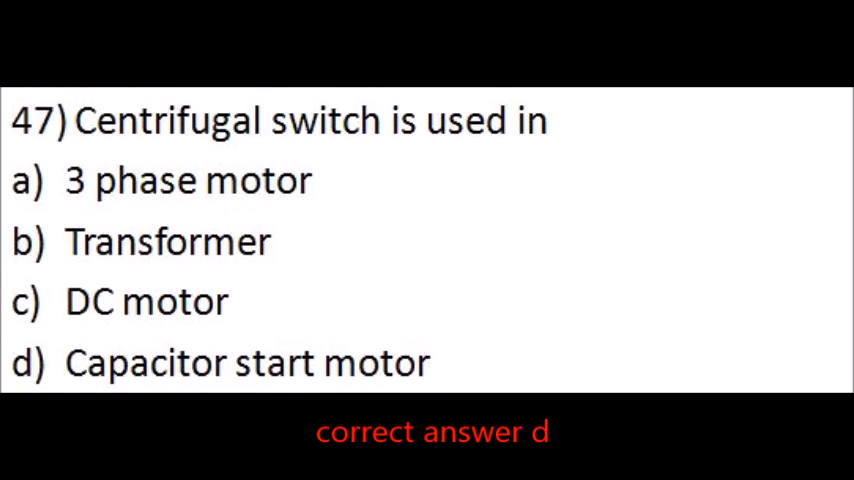 47) Centrifugal switch is used in
a) 3 phase motor
b) Transformer
c) DC motor
d) Capacitor start motor
correct answer d